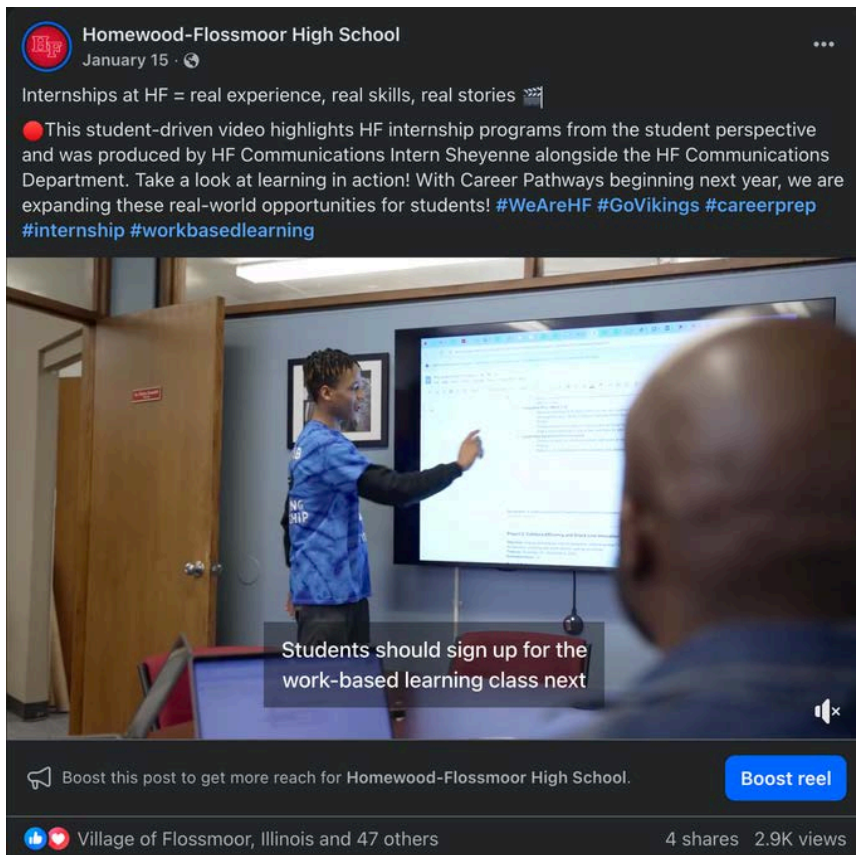 HF
Homewood-Flossmoor High School
January 15 ·
Internships at HF = real experience, real skills, real stories
This student-driven video highlights HF internship programs from the student perspective
and was produced by HF Communications Intern Sheyenne alongside the HF Communications
Department. Take a look at learning in action! With Career Pathways beginning next year, we are
expanding these real-world opportunities for students! #WeAreHF #GoVikings #careerprep
#internship #workbasedlearning
Students should sign up for the
work-based learning class next
Boost this post to get more reach for Homewood-Flossmoor High School.
Boost reel
Village of Flossmoor, Illinois and 47 others
4 shares 2.9K views